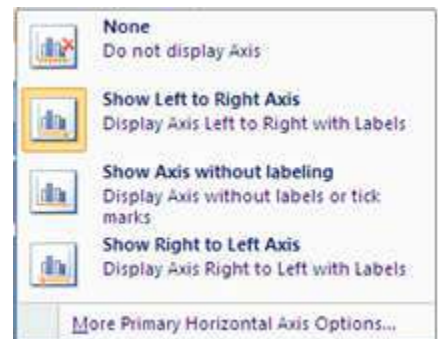 None
Do not display Axis
Show Left to Right Axis
Display Axis Left to Right with Labels
Show Axis without labeling
Display Axis without labels or tick
marks
Show Right to Left Axis
Display Axis Right to Left with Labels
More Primary Horizontal Axis Options...